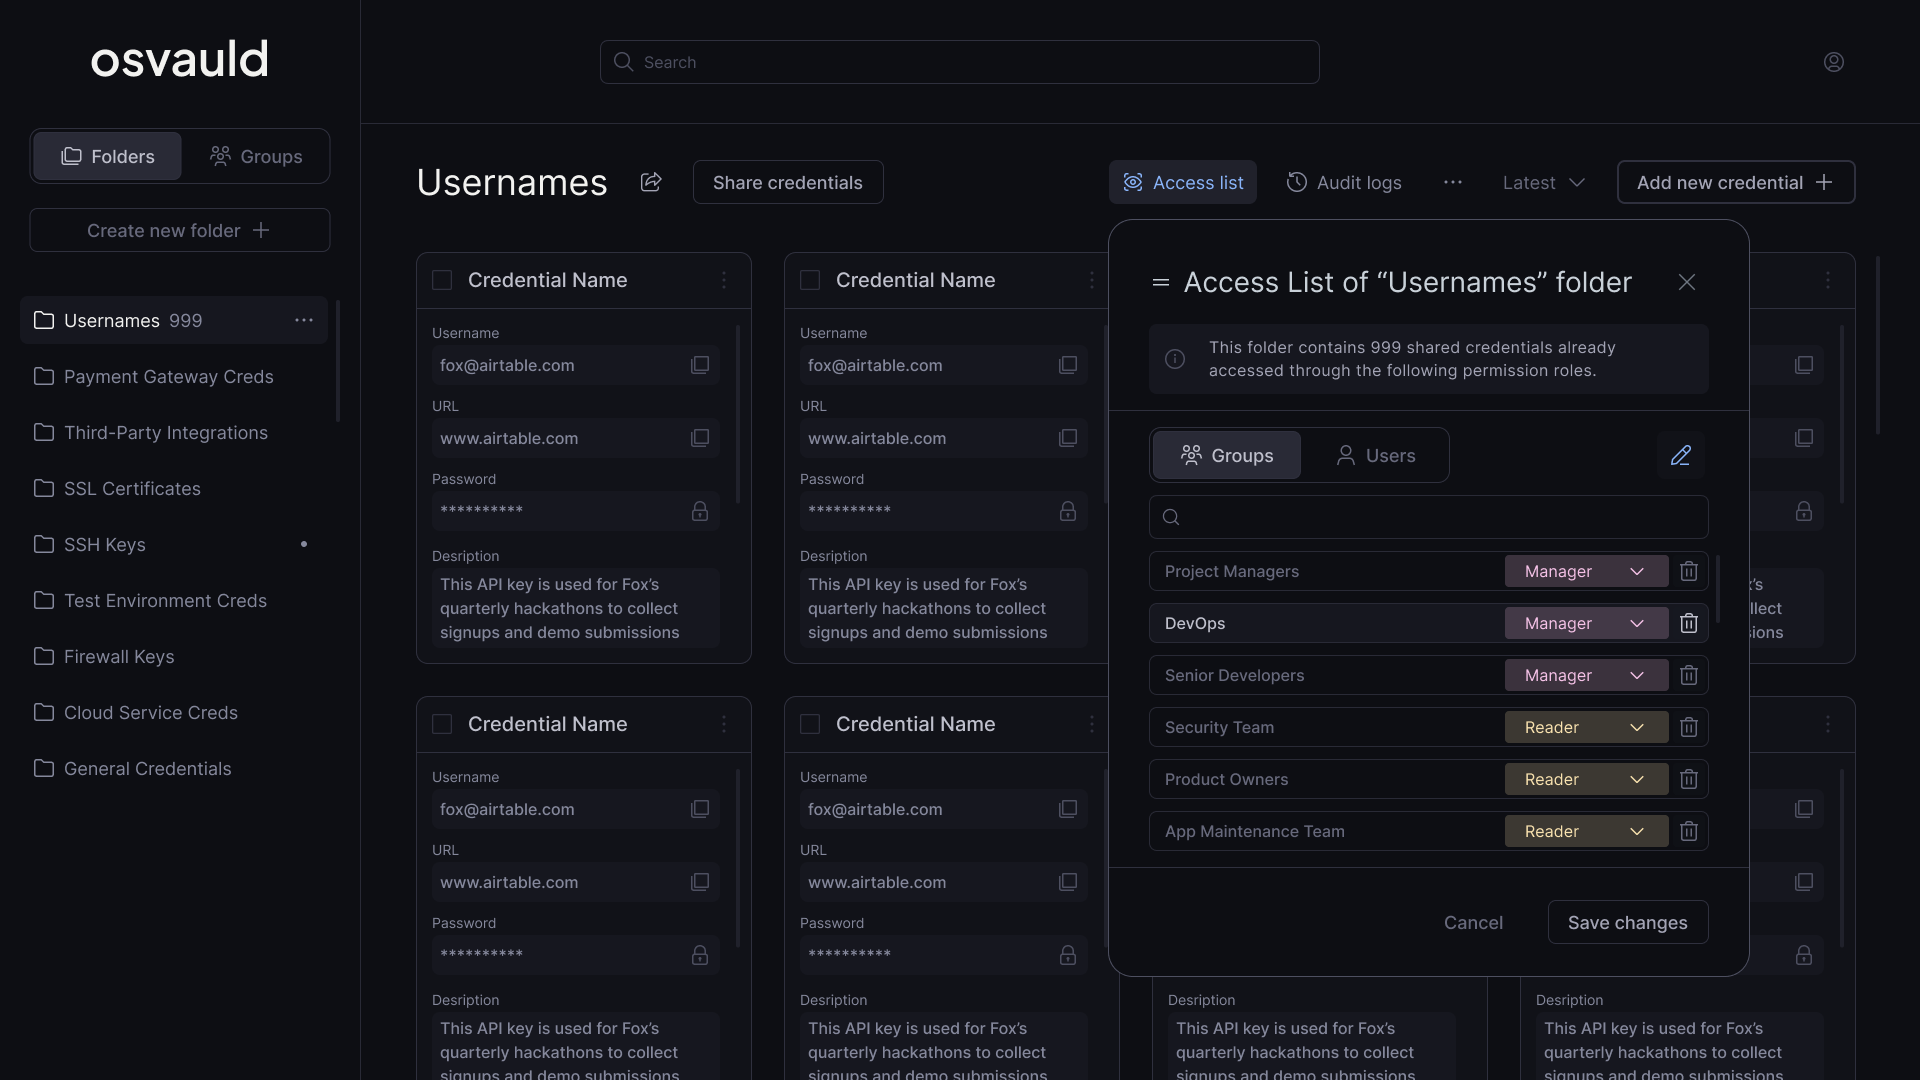 osvauld
Search
Folders
Groups
Create new folder
Usernames 999
Payment Gateway Creds
Third-Party Integrations
SSL Certificates
SSH Keys
Test Environment Creds
Firewall Keys
Cloud Service Creds
General Credentials
Usernames
Share credentials
Access list
Audit logs
Latest
Add new credential
Credential Name
Username
fox@airtable.com
URL
www.airtable.com
Password
**********
Desription
This API key is used for Fox’s
quarterly hackathons to collect
signups and demo submissions
Credential Name
Username
fox@airtable.com
URL
www.airtable.com
Password
**********
Desription
This API key is used for Fox’s
quarterly hackathons to collect
signups and demo submissions
Access List of “Usernames” folder
This folder contains 999 shared credentials already
accessed through the following permission roles.
Groups
Users
Project Managers Manager
DevOps Manager
Senior Developers Manager
Security Team Reader
Product Owners Reader
App Maintenance Team Reader
Cancel
Save changes
Credential Name
Username
fox@airtable.com
URL
www.airtable.com
Password
**********
Desription
This API key is used for Fox’s
quarterly hackathons to collect
signups and demo submissions
Credential Name
Username
fox@airtable.com
URL
www.airtable.com
Password
**********
Desription
This API key is used for Fox’s
quarterly hackathons to collect
signups and demo submissions
Desription
This API key is used for Fox’s
quarterly hackathons to collect
signups and demo submissions
Desription
This API key is used for Fox’s
quarterly hackathons to collect
signups and demo submissions